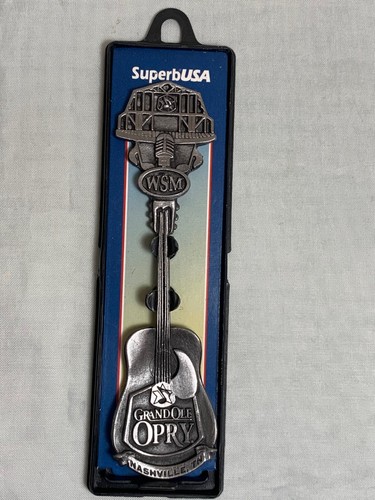 SuperbUSA
WSM
GRAND OLE
OPRY
NASHVILLE, TN